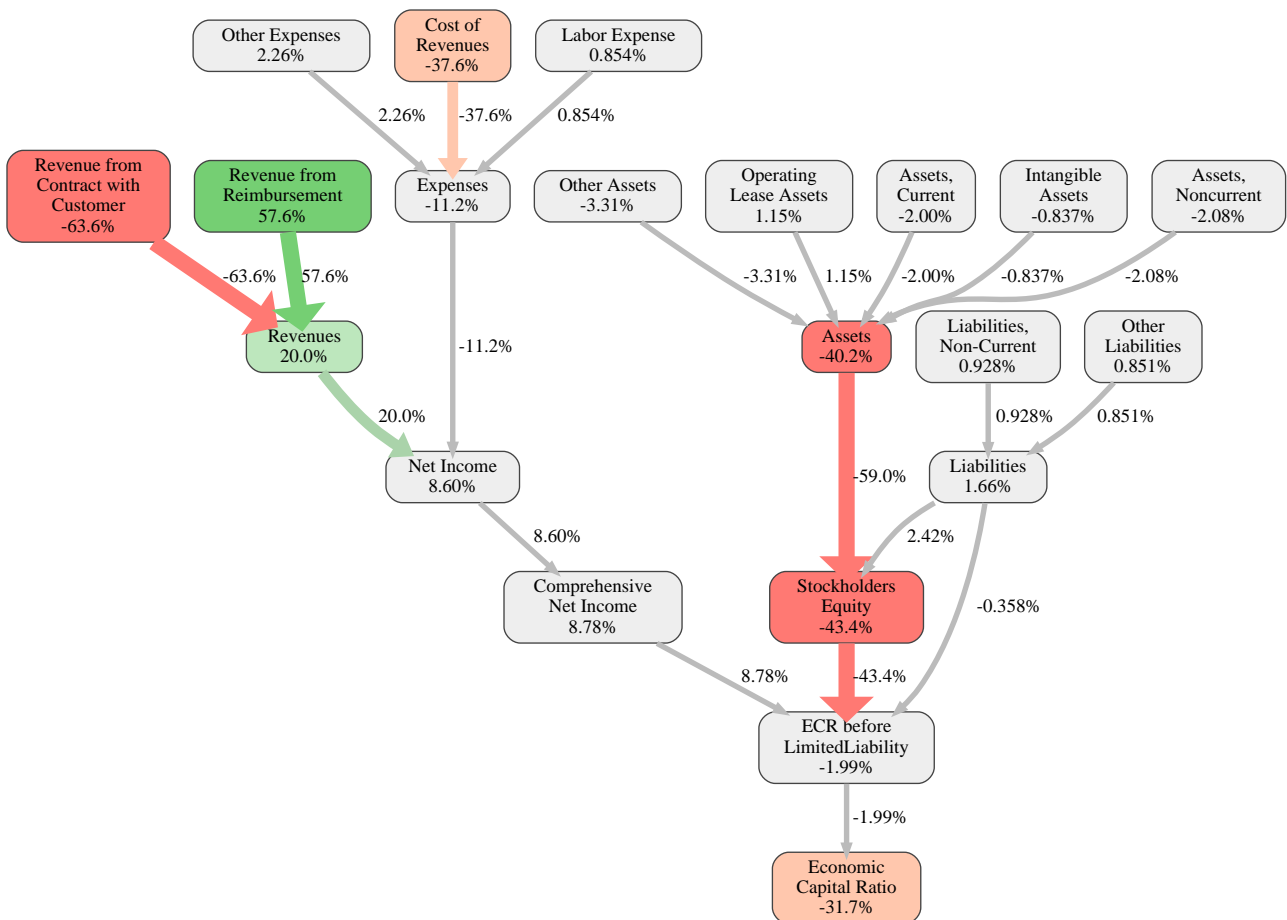 Other Expenses
2.26%
Cost of
Revenues
-37.6%
Labor Expense
0.854%
2.26%
-37.6%
0.854%
Revenue from
Contract with
Customer
-63.6%
Revenue from
Reimbursement
57.6%
Expenses
-11.2%
Other Assets
-3.31%
Operating
Lease Assets
1.15%
Assets,
Current
-2.00%
Intangible
Assets
-0.837%
Assets,
Noncurrent
-2.08%
-63.6%
57.6%
-3.31%
1.15%
-2.00%
-0.837%
-2.08%
Revenues
20.0%
-11.2%
Assets
-40.2%
Liabilities,
Non-Current
0.928%
Other
Liabilities
0.851%
20.0%
0.928%
0.851%
Net Income
8.60%
-59.0%
Liabilities
1.66%
8.60%
2.42%
Comprehensive
Net Income
8.78%
Stockholders
Equity
-43.4%
-0.358%
8.78%
-43.4%
ECR before
LimitedLiability
-1.99%
-1.99%
Economic
Capital Ratio
-31.7%